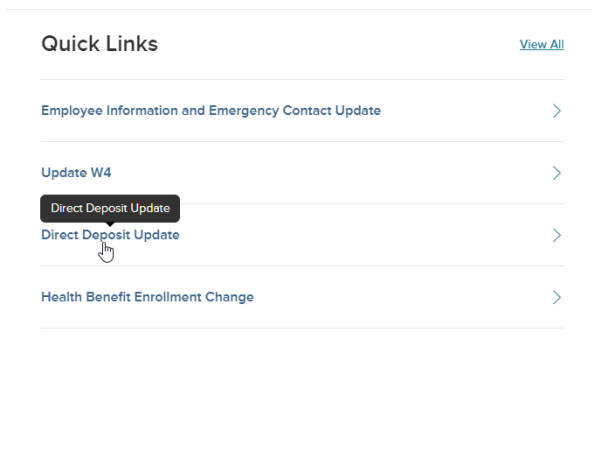 Quick Links
View All
Employee Information and Emergency Contact Update
Update W4
Direct Deposit Update
Direct Deposit Update
Health Benefit Enrollment Change